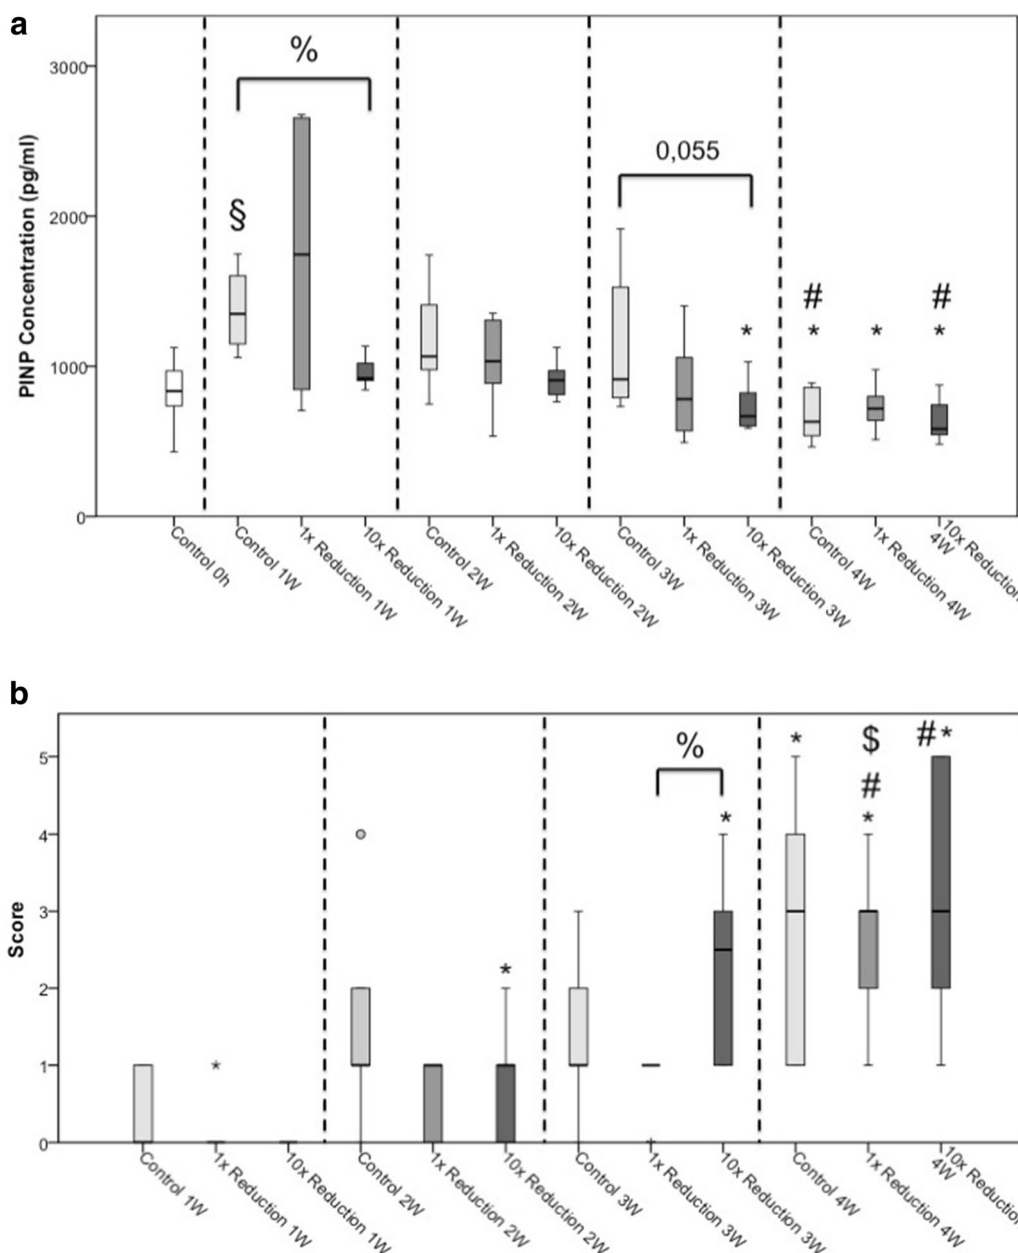 a
%
3000
0,055
2000
§
# #
* * * *
1000
0
PINP Concentration (pg/ml)
Control 0h
Control 1W
1x Reduction 1W
10x Reduction 1W
Control 2W
1x Reduction 2W
10x Reduction 2W
Control 3W
1x Reduction 3W
10x Reduction 3W
Control 4W
1x Reduction 4W
10x Reduction
4W
b
* $ # *
%
5
#
* *
4
3
*
2
* 1
0
Score
Control 1W
1x Reduction 1W
10x Reduction 1W
Control 2W
1x Reduction 2W
10x Reduction 2W
Control 3W
1x Reduction 3W
10x Reduction 3W
Control 4W
1x Reduction 4W
10x Reduction
4W